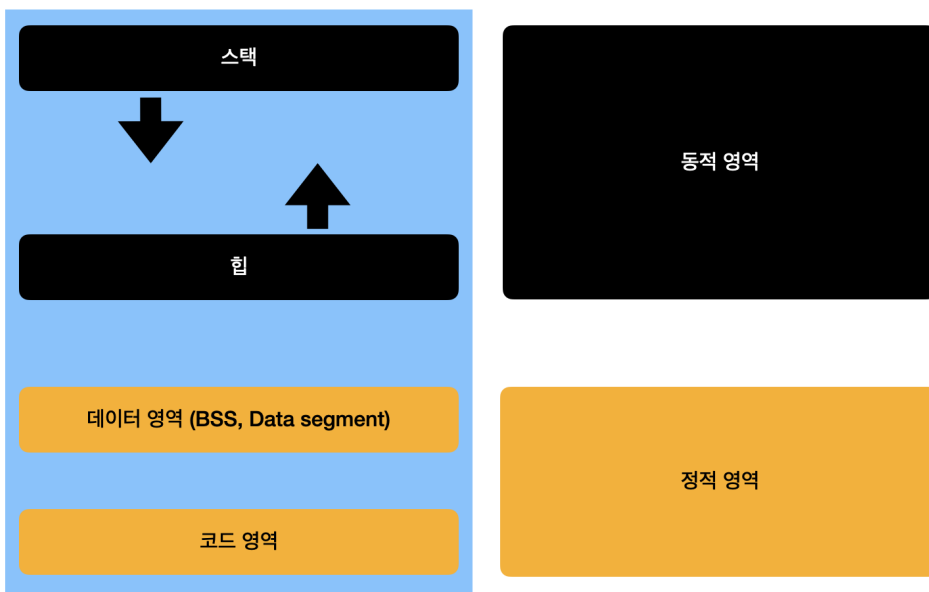 스택
동적 영역
힙
데이터 영역 (BSS, Data segment)
정적 영역
코드 영역